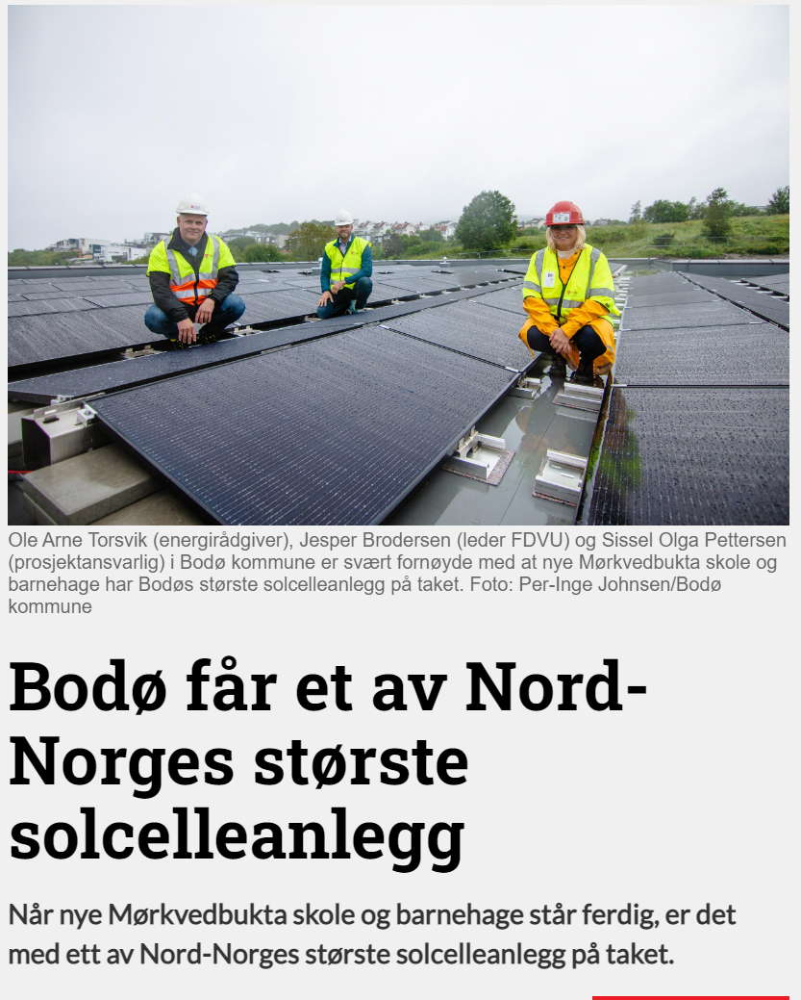 Ole Arne Torsvik (energirådgiver), Jesper Brodersen (leder FDVU) og Sissel Olga Pettersen
(prosjektansvarlig) i Bodø kommune er svært fornøyde med at nye Mørkvedbukta skole og
barnehage har Bodøs største solcelleanlegg på taket. Foto: Per-Inge Johnsen/Bodø
kommune
Bodø får et av Nord-
Norges største
solcelleanlegg
Når nye Mørkvedbukta skole og barnehage står ferdig, er det
med ett av Nord-Norges største solcelleanlegg på taket.